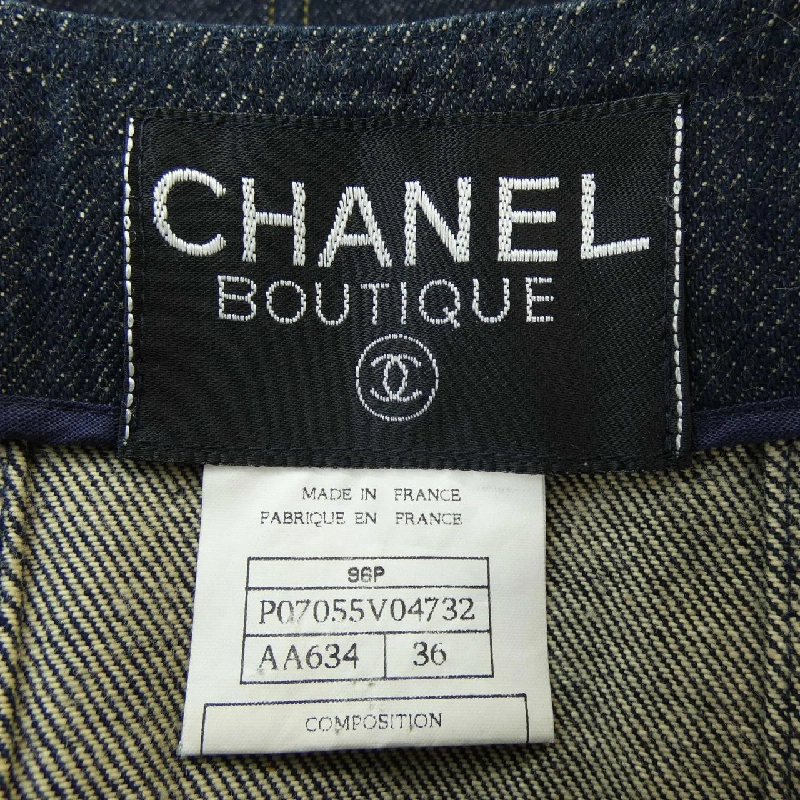 CHANEL
BOUTIQUE
MADE IN FRANCE
FABRIQUE EN FRANCE
96P
P07055V04732
AA634 36
COMPOSITION